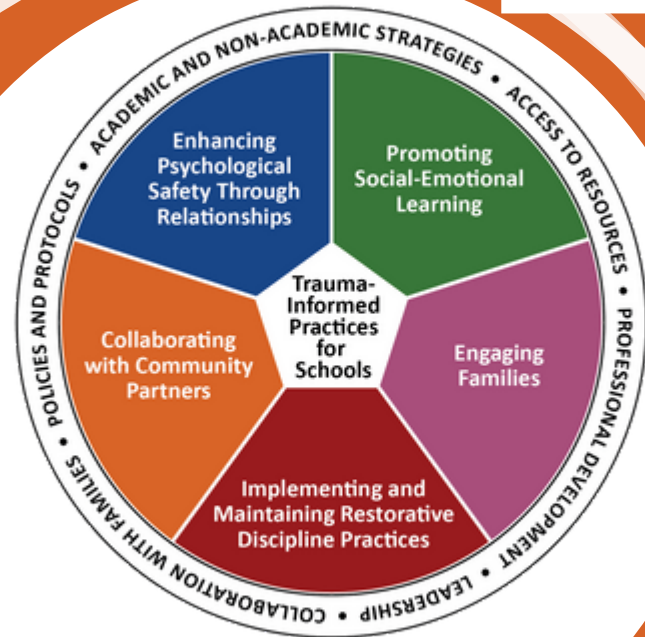 ACADEMIC AND NON-ACADEMIC STRATEGIES • ACCESS TO RESOURCES • PROFESSIONAL DEVELOPMENT • LEADERSHIP • COLLABORATION WITH FAMILIES • POLICIES AND PROTOCOLS •
Enhancing
Psychological
Safety Through
Relationships
Promoting
Social-Emotional
Learning
Trauma-
Informed
Practices
for
Schools
Collaborating
with Community
Partners
Engaging
Families
Implementing and
Maintaining Restorative
Discipline Practices